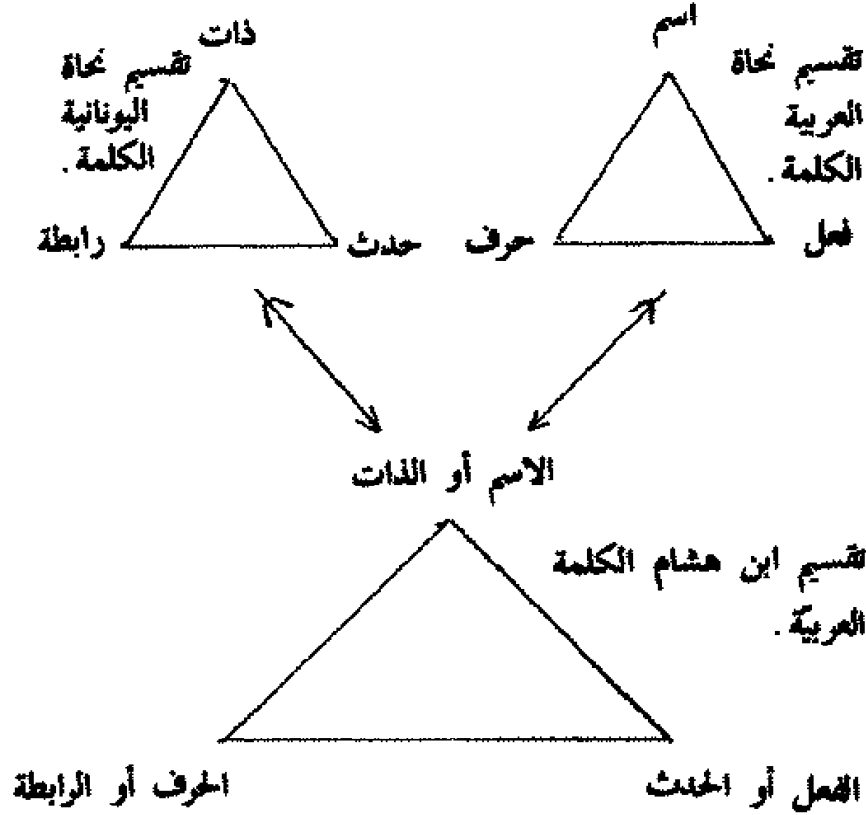 اسم
تقسيم نحاة
العربية
الكلمة .
فعل
حرف
ذات
تقسيم نحاة
اليونانية
الكلمة .
حدث
رابطة
الاسم أو الذات
تقسيم ابن هشام الكلمة
العربيّة .
الفعل أو الحدث
الحرف أو الرابطة